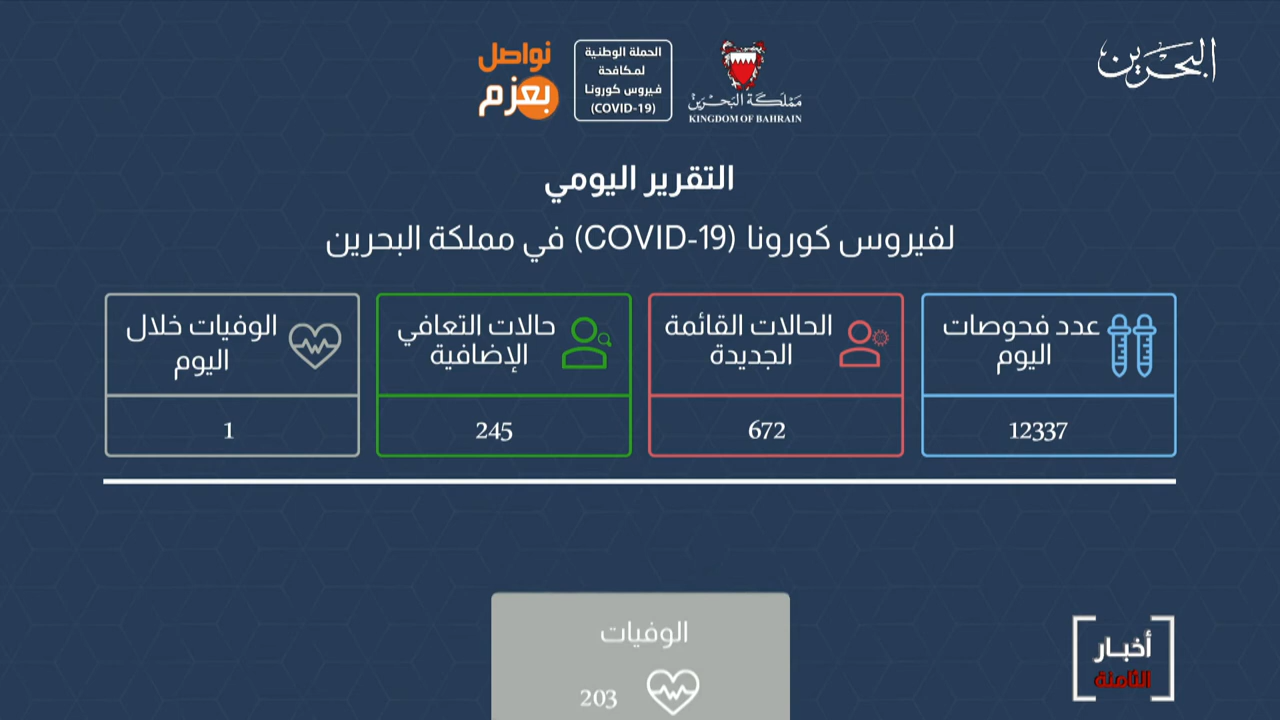 البحرين
مملكة البحرين
KINGDOM OF BAHRAIN
الحملة الوطنية
لمكافحة
فيروس كورونا
(COVID-19)
نواصل
بعزم
التقرير اليومي
لفيروس كورونا (COVID-19) في مملكة البحرين
عدد فحوصات
اليوم
12337
الحالات القائمة
الجديدة
672
حالات التعافي
الإضافية
245
الوفيات خلال
اليوم
1
الوفيات
203
أخبار
الثامنة